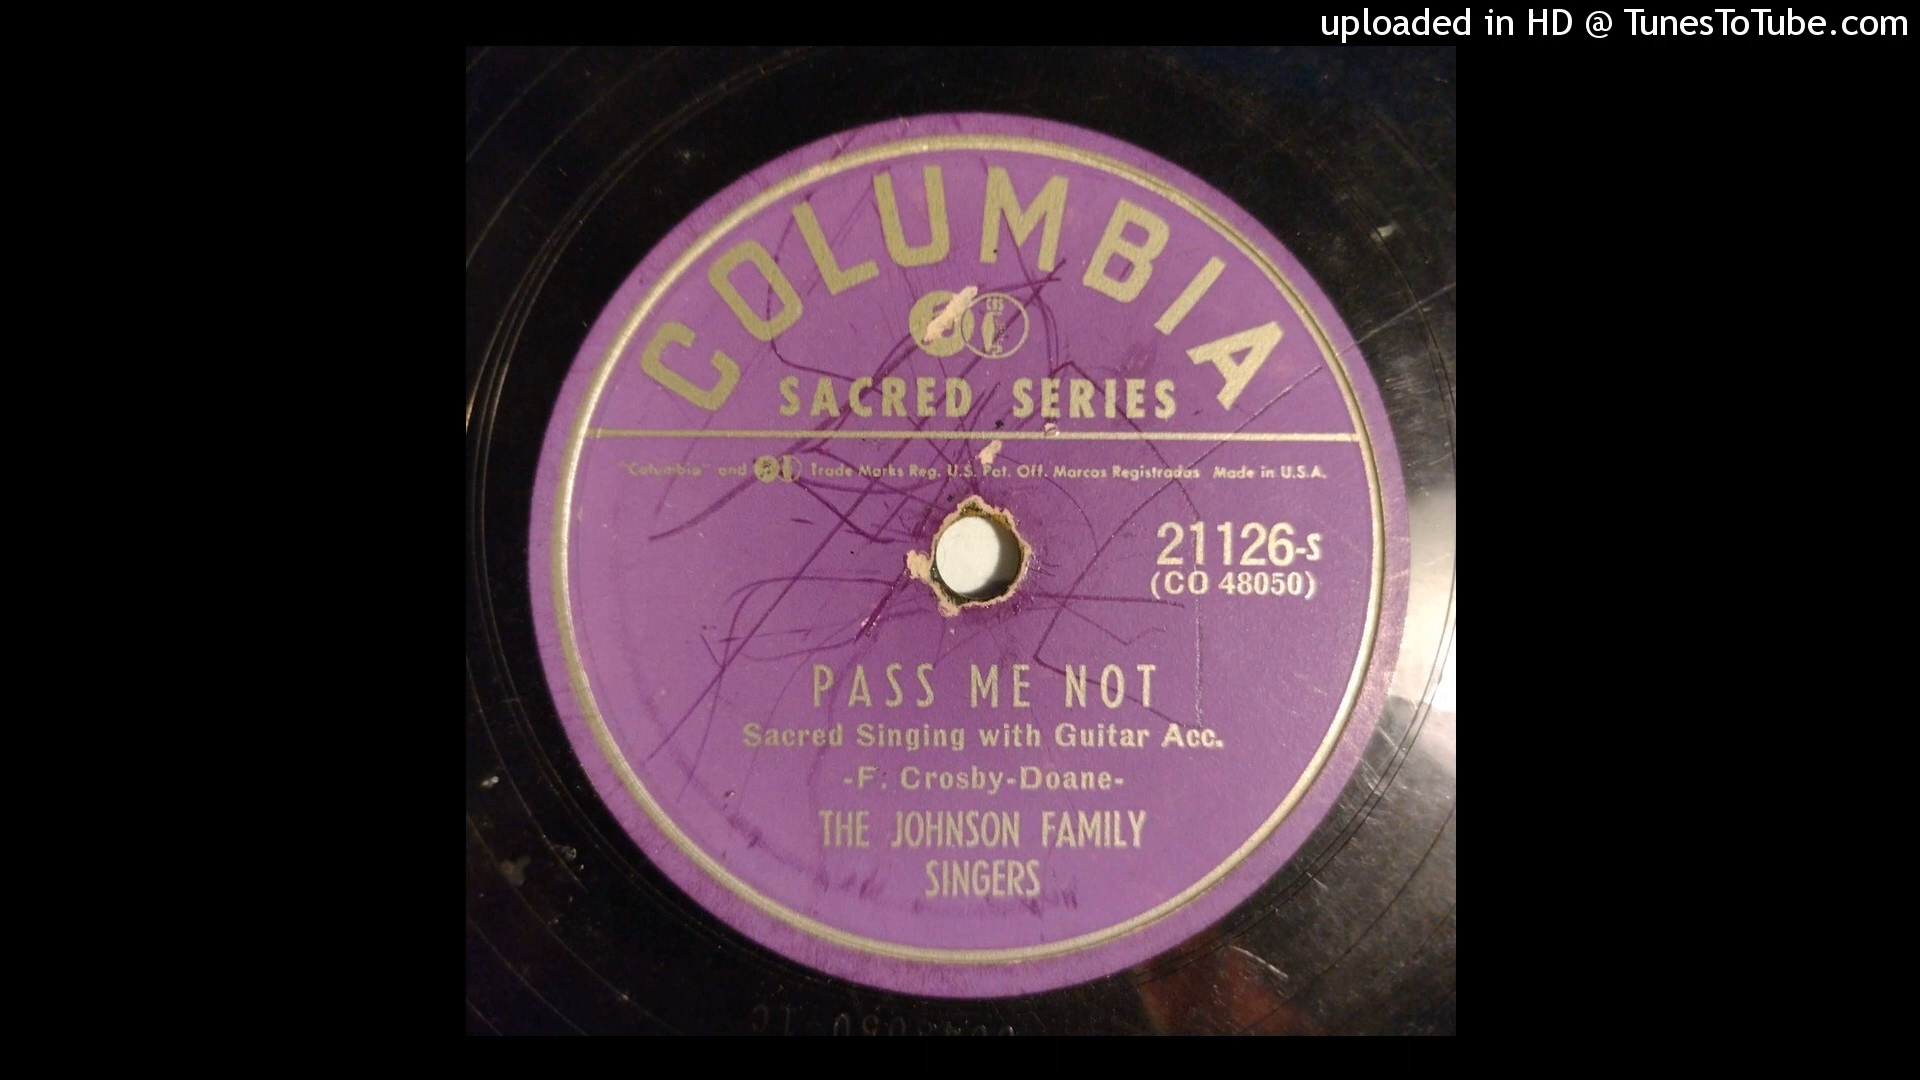 uploaded in HD @ TunesToTube.com
COLUMBIA
CBS
SACRED SERIES
"Columbia" and Trade Marks Reg. U.S. Pat. Off. Marcas Registradas Made in U.S.A.
21126-S
(CO 48050)
PASS ME NOT
Sacred Singing with Guitar Acc.
-F. Crosby-Doane-
THE JOHNSON FAMILY
SINGERS